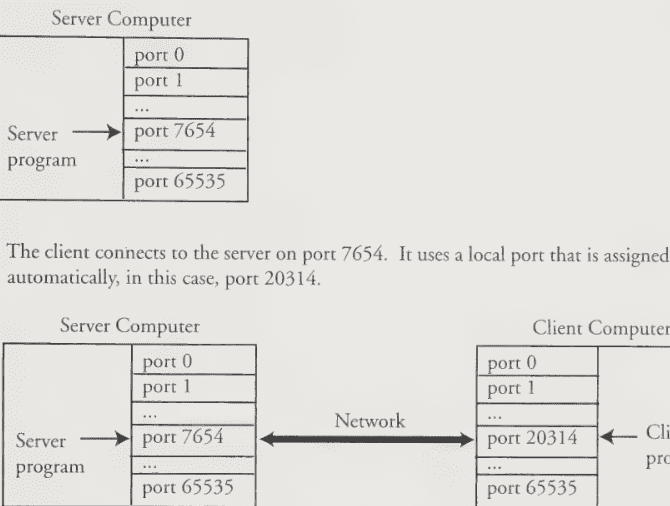 Server Computer
port 0
port 1
...
Server
program
port 7654
...
port 65535
The client connects to the server on port 7654. It uses a local port that is assigned
automatically, in this case, port 20314.
Server Computer
port 0
port 1
...
Server
program
port 7654
...
port 65535
Network
Client Computer
port 0
port 1
...
port 20314
...
port 65535